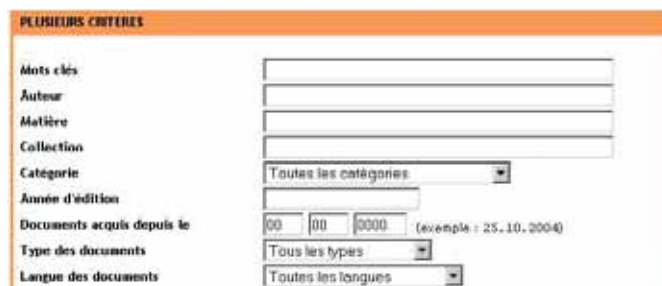 PLUSIEURS CRITERES
Mots clés
Auteur
Matière
Collection
Catégorie Toutes les catégories
Année d'édition
Documents acquis depuis le 00 00 0000 (exemple : 25.10.2004)
Type des documents Tous les types
Langue des documents Toutes les langues